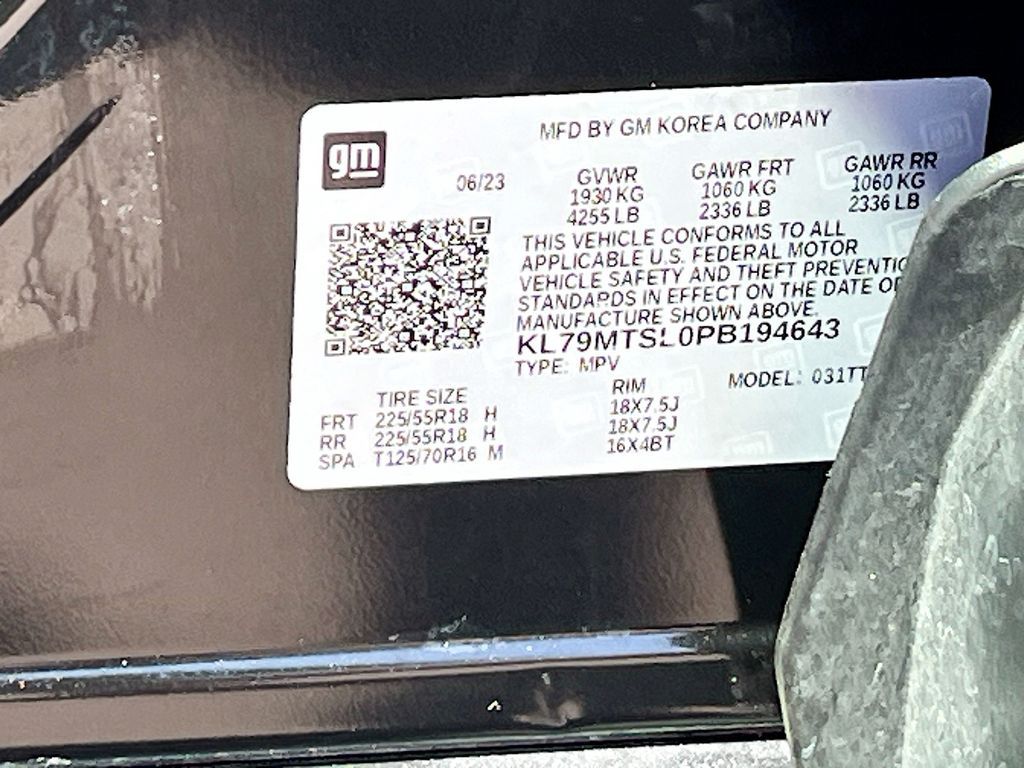 MFD BY GM KOREA COMPANY
gm
06/23
GVWR GAWR FRT GAWR RR
1930 KG 1060 KG 1060 KG
4255 LB 2336 LB 2336 LB
THIS VEHICLE CONFORMS TO ALL
APPLICABLE U.S. FEDERAL MOTOR
VEHICLE SAFETY AND THEFT PREVENTIO
STANDARDS IN EFFECT ON THE DATE OF
MANUFACTURE SHOWN ABOVE.
KL79MTSL0PB194643
TYPE: MPV
MODEL: 031TT
TIRE SIZE RIM
FRT 225/55R18 H 18X7.5J
RR 225/55R18 H 18X7.5J
SPA T125/70R16 M 16X4BT